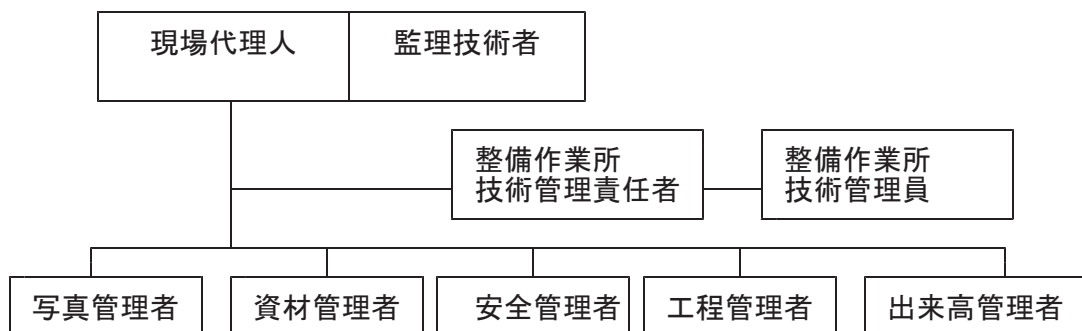 現場代理人
監理技術者
整備作業所
技術管理責任者
整備作業所
技術管理員
写真管理者
資材管理者
安全管理者
工程管理者
出来高管理者